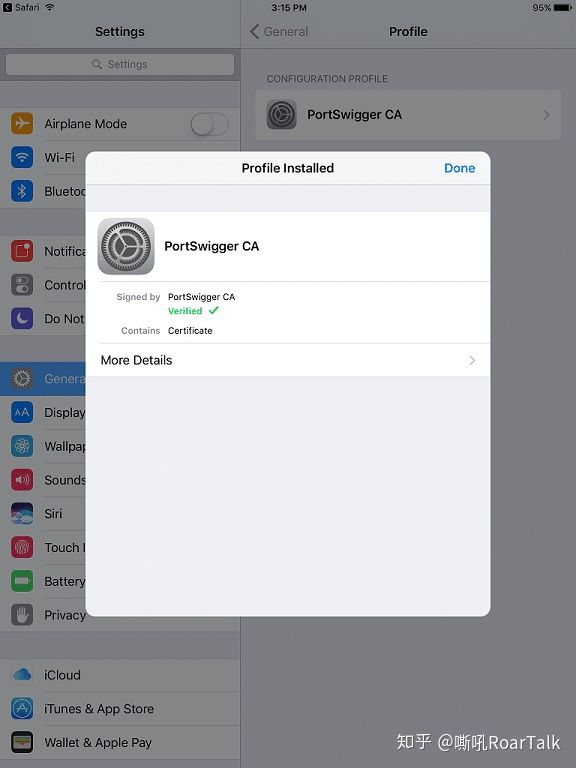 Safari
3:15 PM
95%
Settings
General
Profile
Settings
CONFIGURATION PROFILE
PortSwigger CA
Airplane Mode
Wi-Fi
Bluetoo
Notifica
Control
Do Not
Genera
Display
Wallpap
Sounds
Siri
Touch I
Battery
Privacy
iCloud
iTunes & App Store
Wallet & Apple Pay
Profile Installed
Done
PortSwigger CA
Signed by PortSwigger CA
Verified
Contains Certificate
More Details
AA
知乎 @嘶吼RoarTalk